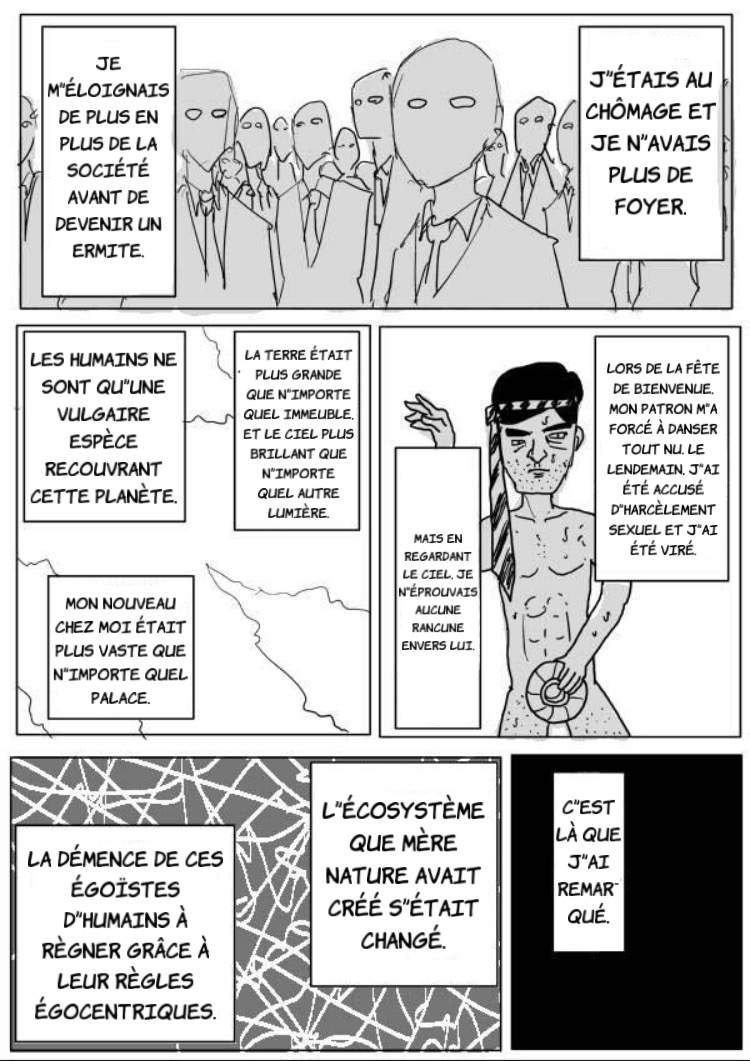 J"ÉTAIS AU
CHÔMAGE ET
JE N"AVAIS
PLUS DE
FOYER.
JE
M"ÉLOIGNAIS
DE PLUS EN
PLUS DE LA
SOCIÉTÉ
AVANT DE
DEVENIR UN
ERMITE.
LORS DE LA FÊTE
DE BIENVENUE,
MON PATRON M"A
FORCÉ À DANSER
TOUT NU. LE
LENDEMAIN, J"AI
ÉTÉ ACCUSÉ
D"HARCÈLEMENT
SEXUEL ET J"AI
ÉTÉ VIRÉ.
MAIS EN
REGARDANT
LE CIEL, JE
N"ÉPROUVAIS
AUCUNE
RANCUNE
ENVERS LUI.
LA TERRE ÉTAIT
PLUS GRANDE
QUE N"IMPORTE
QUEL IMMEUBLE,
ET LE CIEL PLUS
BRILLANT QUE
N"IMPORTE
QUEL AUTRE
LUMIÈRE.
LES HUMAINS NE
SONT QU"UNE
VULGAIRE
ESPÈCE
RECOUVRANT
CETTE PLANÈTE.
MON NOUVEAU
CHEZ MOI ÉTAIT
PLUS VASTE QUE
N"IMPORTE QUEL
PALACE.
C"EST
LÀ QUE
J"AI
REMAR-
QUÉ.
L"ÉCOSYSTÈME
QUE MÈRE
NATURE AVAIT
CRÉÉ S"ÉTAIT
CHANGÉ.
LA DÉMENCE DE CES
ÉGOÏSTES
D"HUMAINS À
RÈGNER GRÂCE À
LEUR RÈGLES
ÉGOCENTRIQUES.